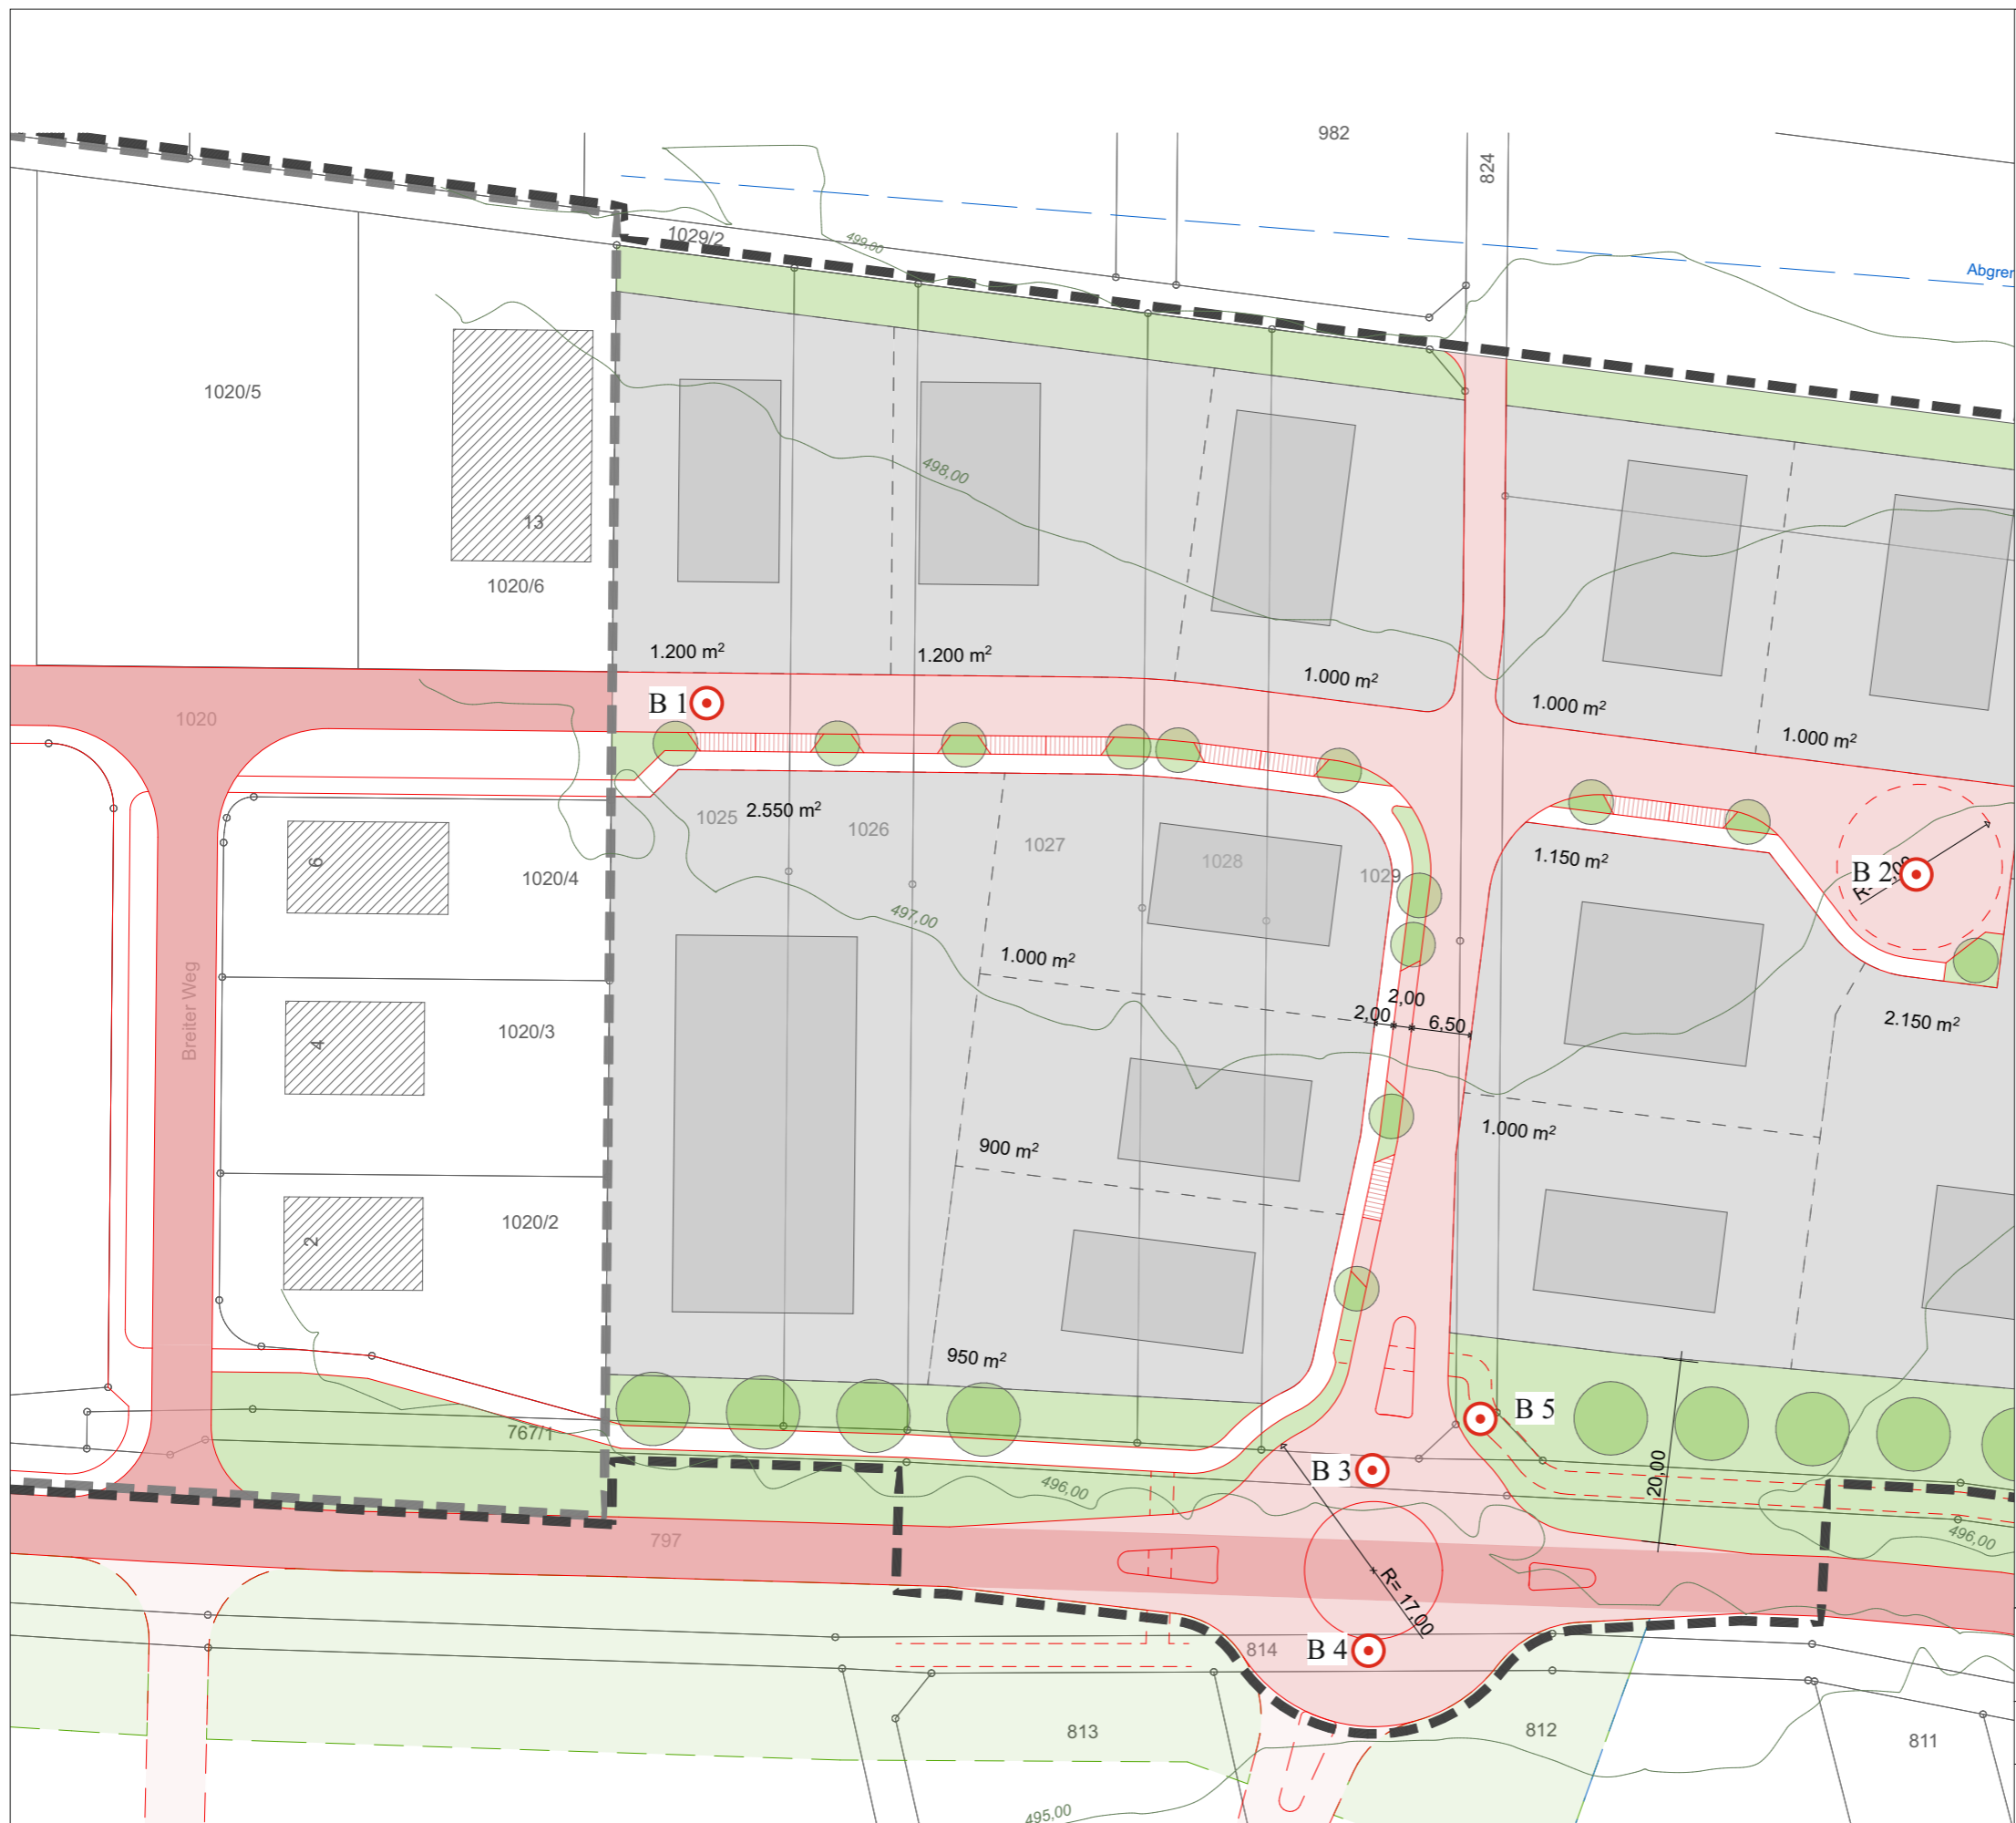 982
824
1029/2
499,00
Abgren
1020/5
498,00
13
1020/6
1.200 m²
1.200 m²
1.000 m²
1.000 m²
1.000 m²
B 1
1020
1025
2.550 m²
1026
1027
1028
1029
1.150 m²
B 2
6
1020/4
497,00
1.000 m²
2,00
2,00
6,50
2.150 m²
Breiter Weg
4
1020/3
900 m²
1.000 m²
2
1020/2
950 m²
B 5
767/1
B 3
496,00
20,00
496,00
797
R= 17,00
814
B 4
813
812
811
495,00